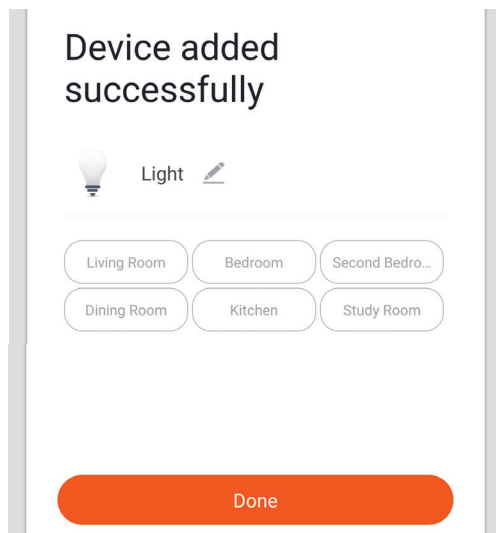 Device added
successfully
Light
Living Room
Bedroom
Second Bedro...
Dining Room
Kitchen
Study Room
Done